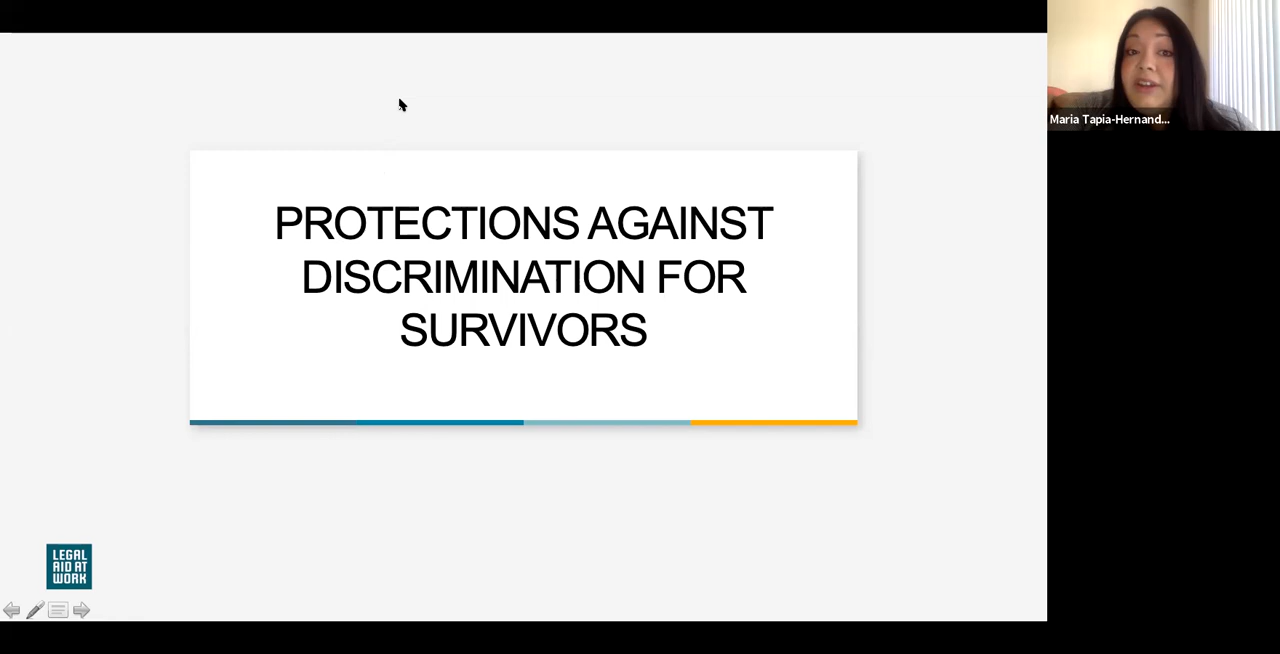 PROTECTIONS AGAINST
DISCRIMINATION FOR
SURVIVORS
Maria Tapia-Hernand...
LEGAL
AID AT
WORK